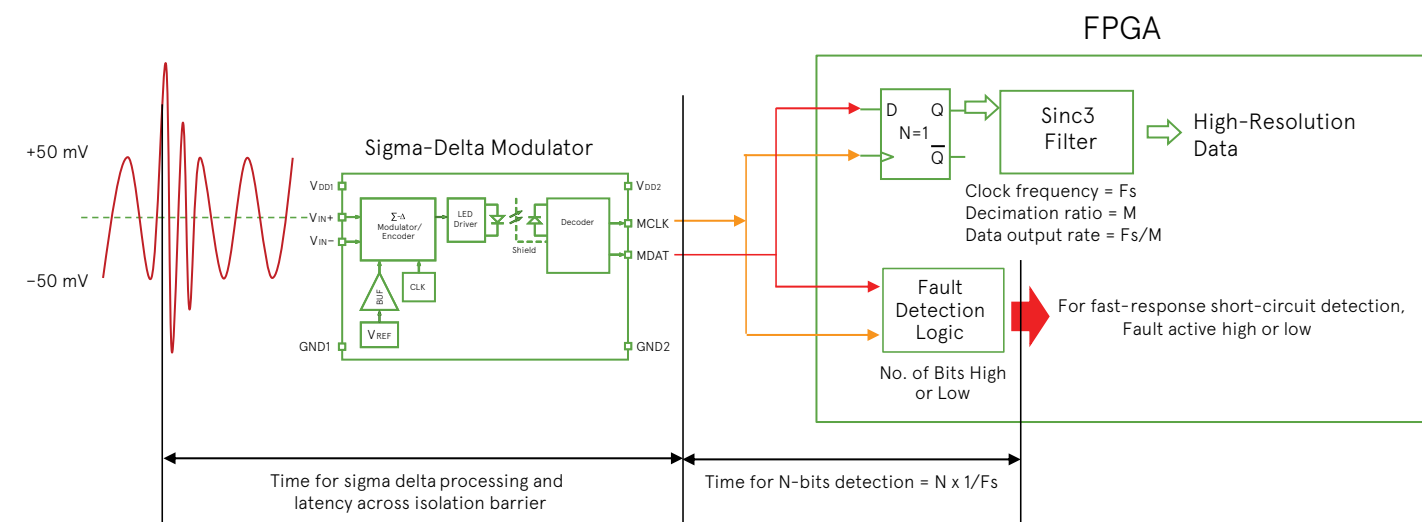 FPGA
+50 mV
−50 mV
Sigma-Delta Modulator
VDD1
VIN+
VIN−
GND1
Σ-Δ
Modulator/
Encoder
BUF
CLK
VREF
LED
Driver
Shield
Decoder
VDD2
MCLK
MDAT
GND2
D Q
N=1
Q̅
Sinc3
Filter
High-Resolution
Data
Clock frequency = Fs
Decimation ratio = M
Data output rate = Fs/M
Fault
Detection
Logic
No. of Bits High
or Low
For fast-response short-circuit detection,
Fault active high or low
Time for sigma delta processing and
latency across isolation barrier
Time for N-bits detection = N x 1/Fs